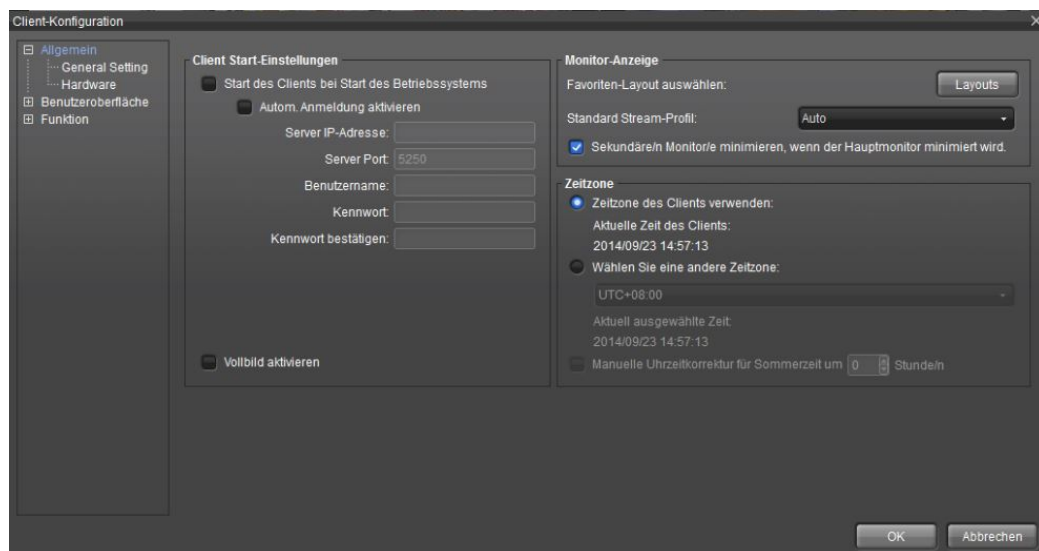 Client-Konfiguration
Allgemein
General Setting
Hardware
Benutzeroberfläche
Funktion
Client Start-Einstellungen
Start des Clients bei Start des Betriebssystems
Autom. Anmeldung aktivieren
Server IP-Adresse:
Server Port: 5250
Benutzername:
Kennwort:
Kennwort bestätigen:
Vollbild aktivieren
Monitor-Anzeige
Favoriten-Layout auswählen: Layouts
Standard Stream-Profil: Auto
Sekundäre/n Monitor/e minimieren, wenn der Hauptmonitor minimiert wird.
Zeitzone
Zeitzone des Clients verwenden:
Aktuelle Zeit des Clients:
2014/09/23 14:57:13
Wählen Sie eine andere Zeitzone:
UTC+08:00
Aktuell ausgewählte Zeit:
2014/09/23 14:57:13
Manuelle Uhrzeitkorrektur für Sommerzeit um 0 Stunde/n
OK Abbrechen